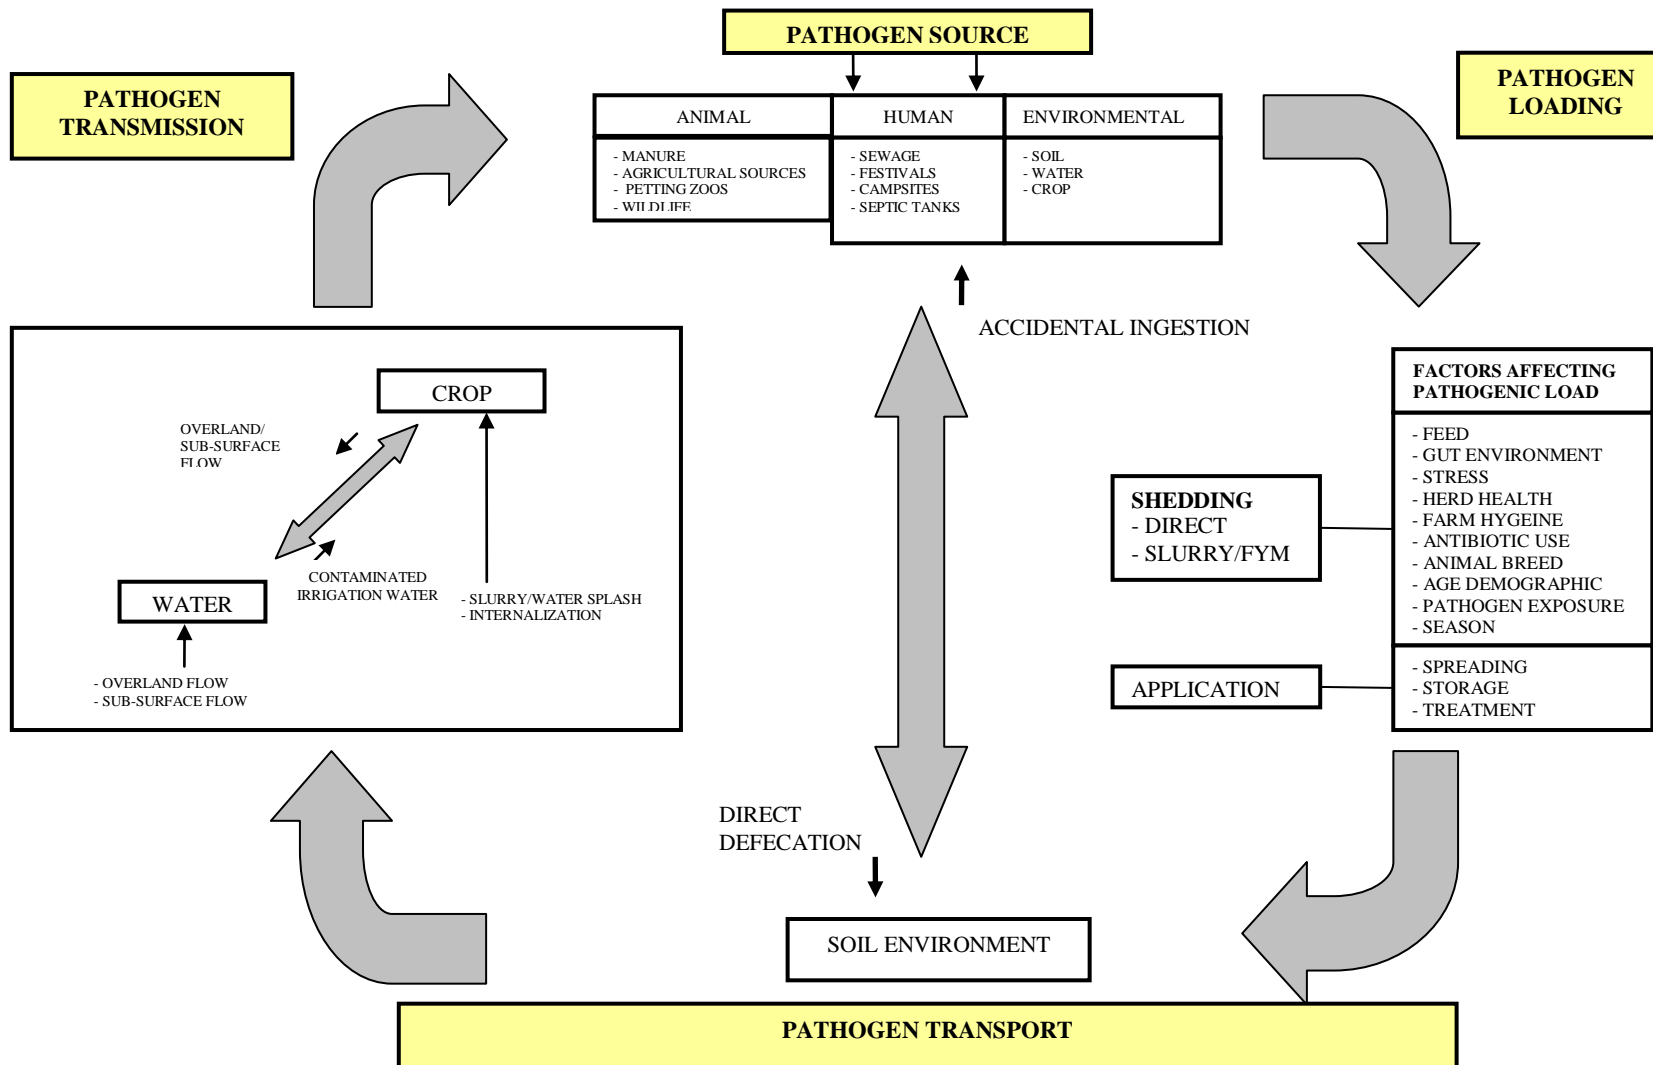 PATHOGEN SOURCE
PATHOGEN
TRANSMISSION
PATHOGEN
LOADING
ANIMAL
- MANURE
- AGRICULTURAL SOURCES
- PETTING ZOOS
- WILDLIFE
HUMAN
- SEWAGE
- FESTIVALS
- CAMPSITES
- SEPTIC TANKS
ENVIRONMENTAL
- SOIL
- WATER
- CROP
ACCIDENTAL INGESTION
CROP
OVERLAND/
SUB-SURFACE
FLOW
CONTAMINATED
IRRIGATION WATER
- SLURRY/WATER SPLASH
- INTERNALIZATION
WATER
- OVERLAND FLOW
- SUB-SURFACE FLOW
FACTORS AFFECTING
PATHOGENIC LOAD
- FEED
- GUT ENVIRONMENT
- STRESS
- HERD HEALTH
- FARM HYGEINE
- ANTIBIOTIC USE
- ANIMAL BREED
- AGE DEMOGRAPHIC
- PATHOGEN EXPOSURE
- SEASON
- SPREADING
- STORAGE
- TREATMENT
SHEDDING
- DIRECT
- SLURRY/FYM
APPLICATION
DIRECT
DEFECATION
SOIL ENVIRONMENT
PATHOGEN TRANSPORT